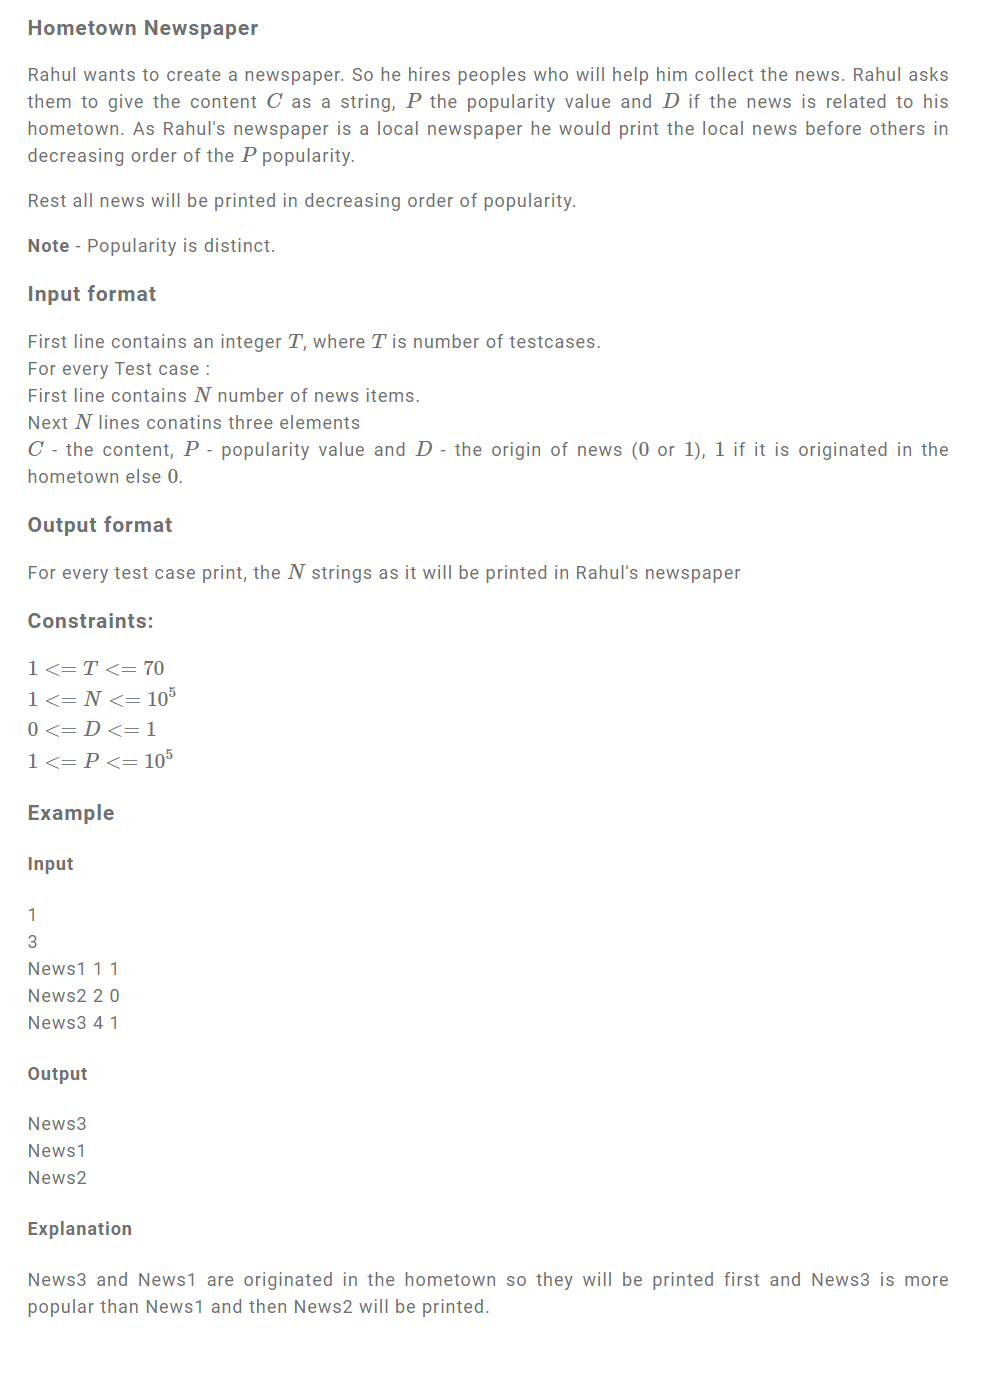 Hometown Newspaper
Rahul wants to create a newspaper. So he hires peoples who will help him collect the news. Rahul asks
them to give the content C as a string, P the popularity value and D if the news is related to his
hometown. As Rahul's newspaper is a local newspaper he would print the local news before others in
decreasing order of the P popularity.
Rest all news will be printed in decreasing order of popularity.
Note - Popularity is distinct.
Input format
First line contains an integer T, where T is number of testcases.
For every Test case :
First line contains N number of news items.
Next N lines conatins three elements
C - the content, P - popularity value and D - the origin of news (0 or 1), 1 if it is originated in the
hometown else 0.
Output format
For every test case print, the N strings as it will be printed in Rahul's newspaper
Constraints:
1 <= T <= 70
1 <= N <= 10⁵
0 <= D <= 1
1 <= P <= 10⁵
Example
Input
1
3
News1 1 1
News2 2 0
News3 4 1
Output
News3
News1
News2
Explanation
News3 and News1 are originated in the hometown so they will be printed first and News3 is more
popular than News1 and then News2 will be printed.